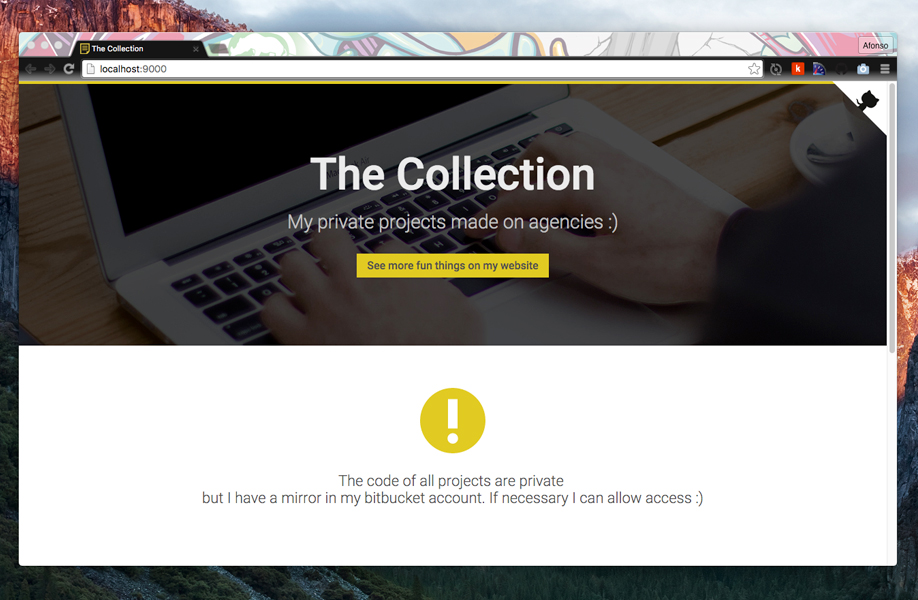 The Collection
Afonso
localhost:9000
k
The Collection
My private projects made on agencies :)
See more fun things on my website
!
The code of all projects are private
but I have a mirror in my bitbucket account. If necessary I can allow access :)